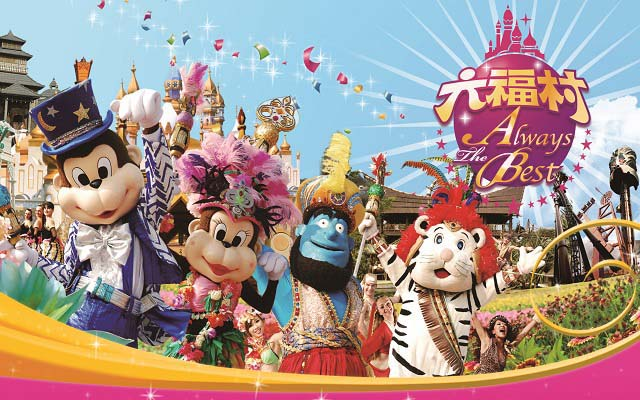 六福村
Always
The Best